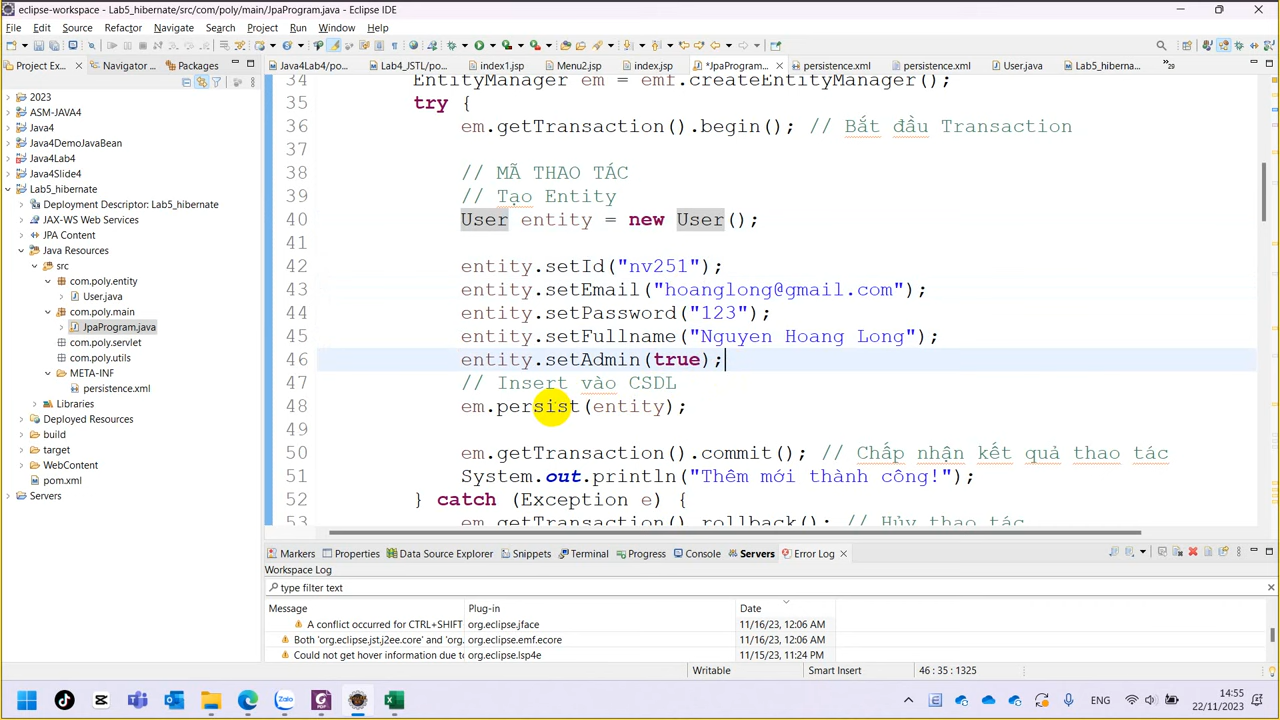 eclipse-workspace - Lab5_hibernate/src/com/poly/main/JpaProgram.java - Eclipse IDE
File Edit Source Refactor Navigate Search Project Run Window Help
Project Ex... Navigator ... Packages
Java4Lab4/po... Lab4_JSTL/po... index1.jsp Menu2.jsp index.jsp *JpaProgram... persistence.xml persistence.xml User.java Lab5_hiberna... »29
2023
ASM-JAVA4
Java4
Java4DemoJavaBean
Java4Lab4
Java4Slide4
Lab5_hibernate
Deployment Descriptor: Lab5_hibernate
JAX-WS Web Services
JPA Content
Java Resources
src
com.poly.entity
User.java
com.poly.main
JpaProgram.java
com.poly.servlet
com.poly.utils
META-INF
persistence.xml
Libraries
Deployed Resources
build
target
WebContent
pom.xml
Servers
34 EntityManager em = emf.createEntityManager();
35 try {
36 em.getTransaction().begin(); // Bắt đầu Transaction
37
38 // MÃ THAO TÁC
39 // Tạo Entity
40 User entity = new User();
41
42 entity.setId("nv251");
43 entity.setEmail("hoanglong@gmail.com");
44 entity.setPassword("123");
45 entity.setFullname("Nguyen Hoang Long");
46 entity.setAdmin(true);
47 // Insert vào CSDL
48 em.persist(entity);
49
50 em.getTransaction().commit(); // Chấp nhận kết quả thao tác
51 System.out.println("Thêm mới thành công!");
52 } catch (Exception e) {
53 em.getTransaction().rollback(); // Hủy thao tác
Markers Properties Data Source Explorer Snippets Terminal Progress Console Servers Error Log
Workspace Log
type filter text
Message Plug-in Date
A conflict occurred for CTRL+SHIFT org.eclipse.jface 11/16/23, 12:06 AM
Both 'org.eclipse.jst.j2ee.core' and 'org. org.eclipse.emf.ecore 11/16/23, 12:06 AM
Could not get hover information due to org.eclipse.lsp4e 11/15/23, 11:24 PM
Writable Smart Insert 46 : 35 : 1325
Zalo
ENG
14:55
22/11/2023